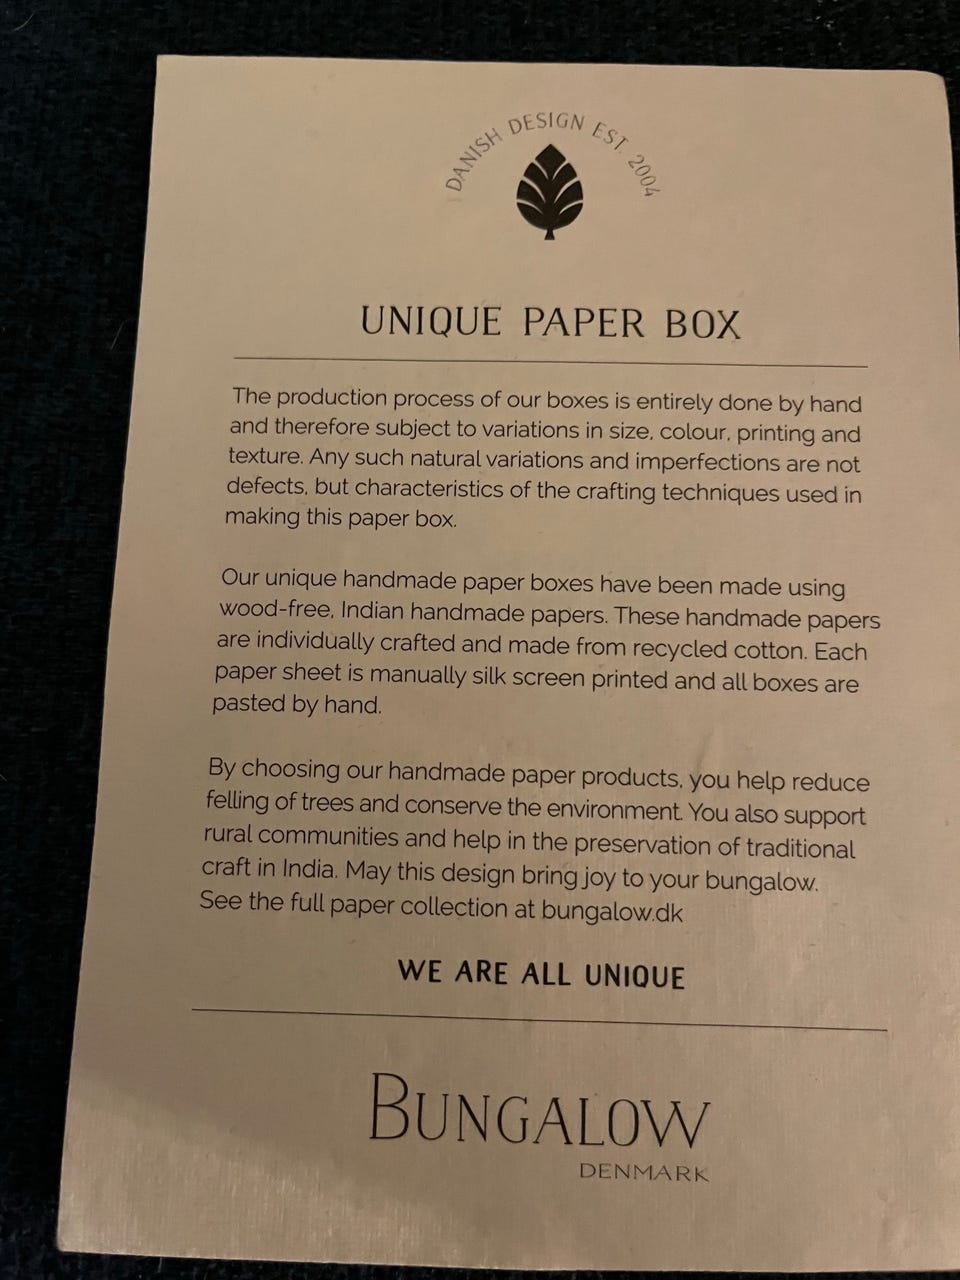 DANISH DESIGN EST. 2004
UNIQUE PAPER BOX
The production process of our boxes is entirely done by hand
and therefore subject to variations in size, colour, printing and
texture. Any such natural variations and imperfections are not
defects, but characteristics of the crafting techniques used in
making this paper box.
Our unique handmade paper boxes have been made using
wood-free, Indian handmade papers. These handmade papers
are individually crafted and made from recycled cotton. Each
paper sheet is manually silk screen printed and all boxes are
pasted by hand.
By choosing our handmade paper products, you help reduce
felling of trees and conserve the environment. You also support
rural communities and help in the preservation of traditional
craft in India. May this design bring joy to your bungalow.
See the full paper collection at bungalow.dk
WE ARE ALL UNIQUE
BUNGALOW
DENMARK